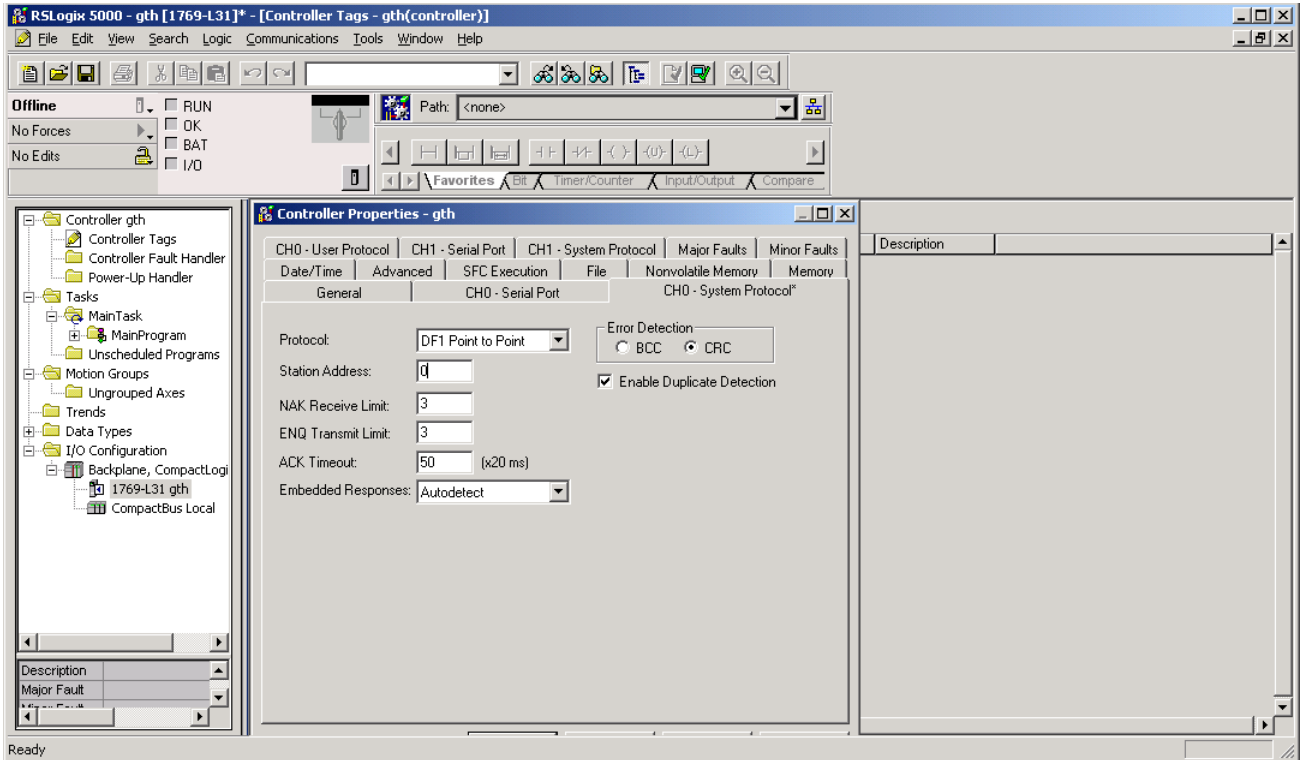 RSLogix 5000 - gth [1769-L31]* - [Controller Tags - gth(controller)]
File Edit View Search Logic Communications Tools Window Help
Offline
RUN
Path: <none>
No Forces
OK
BAT
No Edits
I/O
Favorites Bit Timer/Counter Input/Output Compare
Controller gth
Controller Tags
Controller Fault Handler
Power-Up Handler
Tasks
MainTask
MainProgram
Unscheduled Programs
Motion Groups
Ungrouped Axes
Trends
Data Types
I/O Configuration
Backplane, CompactLogi
1769-L31 gth
CompactBus Local
Description
Major Fault
Controller Properties - gth
CH0 - User Protocol CH1 - Serial Port CH1 - System Protocol Major Faults Minor Faults
Date/Time Advanced SFC Execution File Nonvolatile Memory Memory
General CH0 - Serial Port CH0 - System Protocol*
Protocol: DF1 Point to Point
Station Address: 0
NAK Receive Limit: 3
ENQ Transmit Limit: 3
ACK Timeout: 50 (x20 ms)
Embedded Responses: Autodetect
Error Detection
BCC CRC
Enable Duplicate Detection
Description
Ready